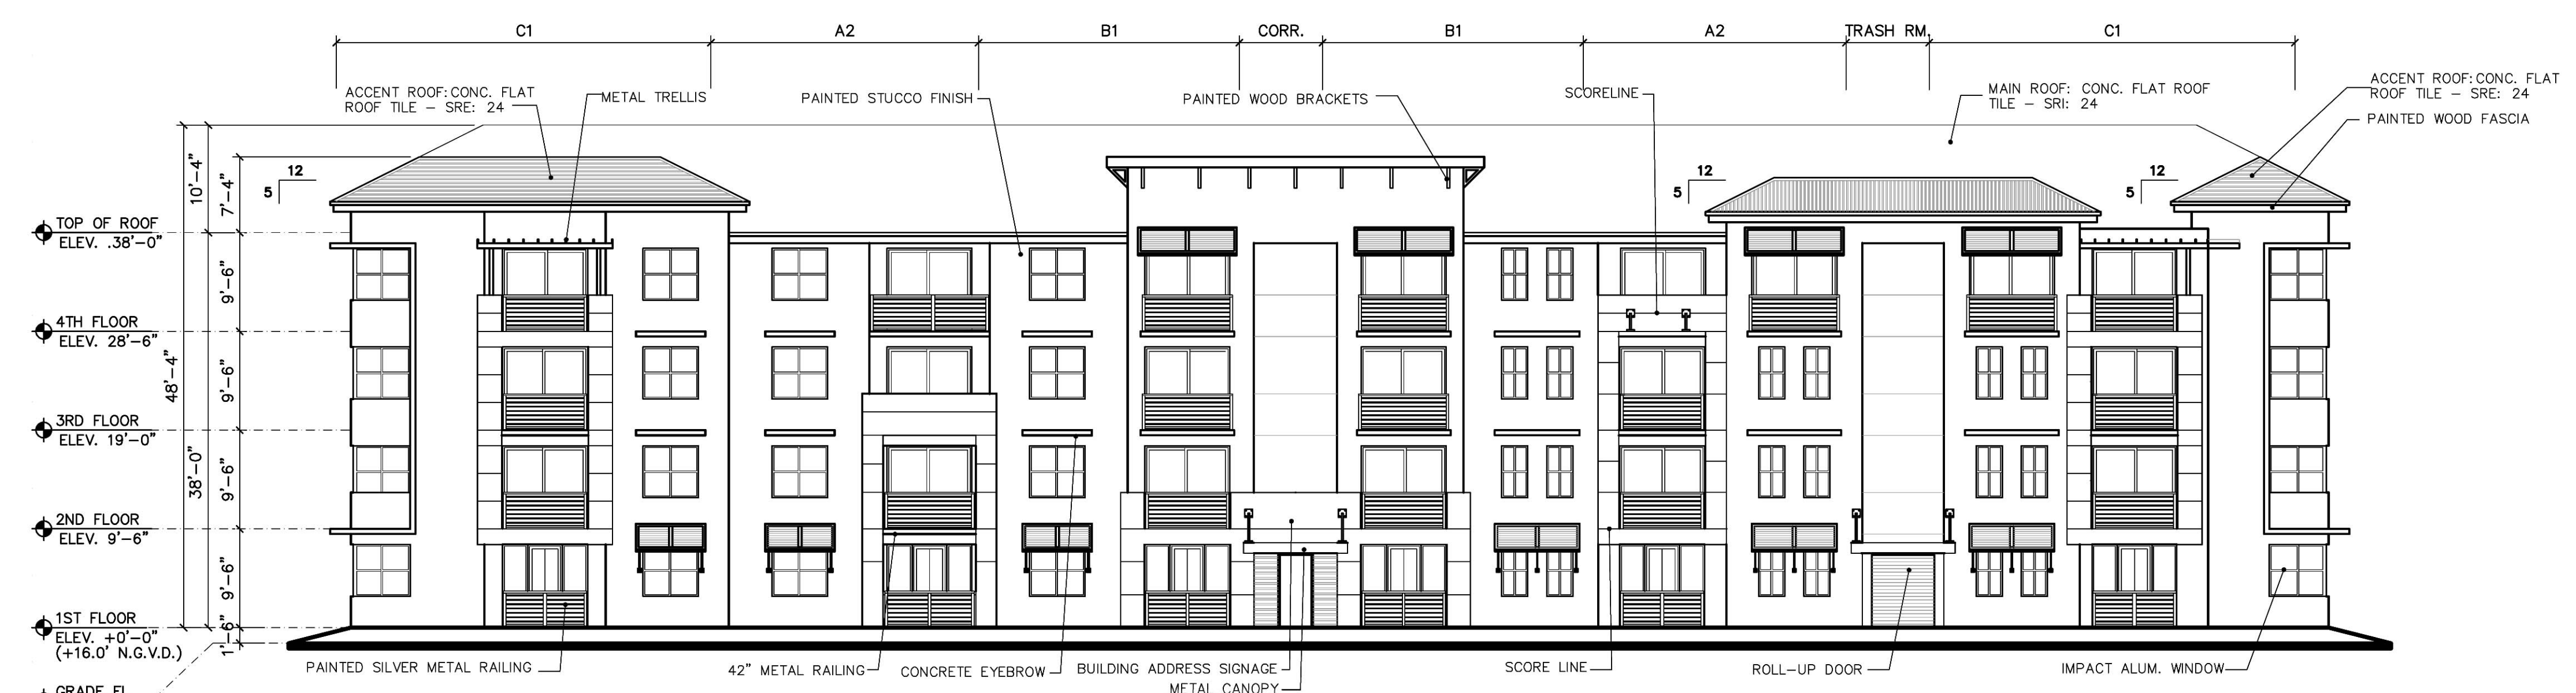 C1
A2
B1
CORR.
B1
A2
TRASH RM.
C1
ACCENT ROOF: CONC. FLAT
ROOF TILE – SRE: 24
METAL TRELLIS
PAINTED STUCCO FINISH
PAINTED WOOD BRACKETS
SCORELINE
MAIN ROOF: CONC. FLAT ROOF
TILE – SRI: 24
ACCENT ROOF: CONC. FLAT
ROOF TILE – SRE: 24
PAINTED WOOD FASCIA
12
5
12
5
12
5
10'–4"
7'–4"
48'–4"
38'–0"
9'–6"
9'–6"
9'–6"
9'–6"
1'–6"
TOP OF ROOF
ELEV. .38'–0"
4TH FLOOR
ELEV. 28'–6"
3RD FLOOR
ELEV. 19'–0"
2ND FLOOR
ELEV. 9'–6"
1ST FLOOR
ELEV. +0'–0"
(+16.0' N.G.V.D.)
PAINTED SILVER METAL RAILING
42" METAL RAILING
CONCRETE EYEBROW
BUILDING ADDRESS SIGNAGE
METAL CANOPY
SCORE LINE
ROLL–UP DOOR
IMPACT ALUM. WINDOW